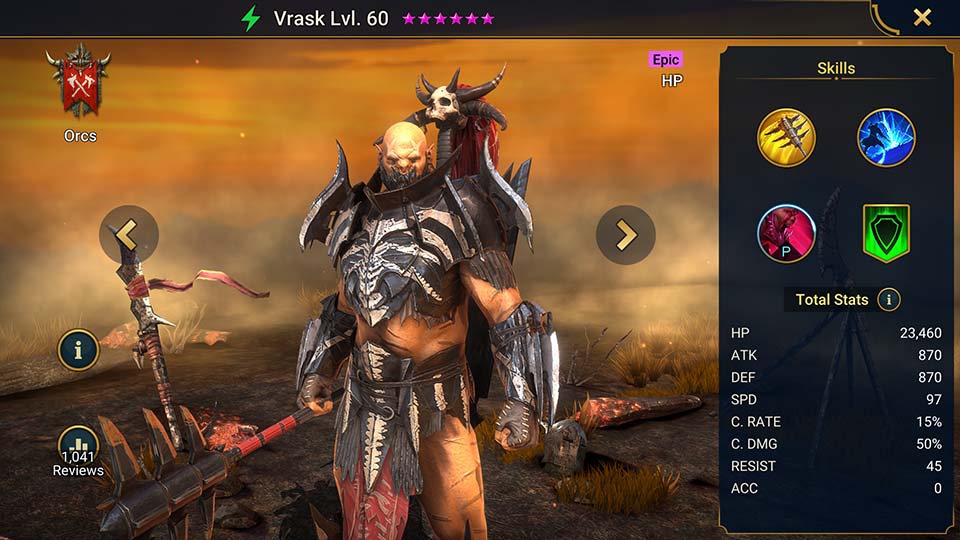 Vrask Lvl. 60
Orcs
Epic
HP
Skills
P
Total Stats i
HP 23,460
ATK 870
DEF 870
SPD 97
C. RATE 15%
C. DMG 50%
RESIST 45
ACC 0
i
1,041
Reviews